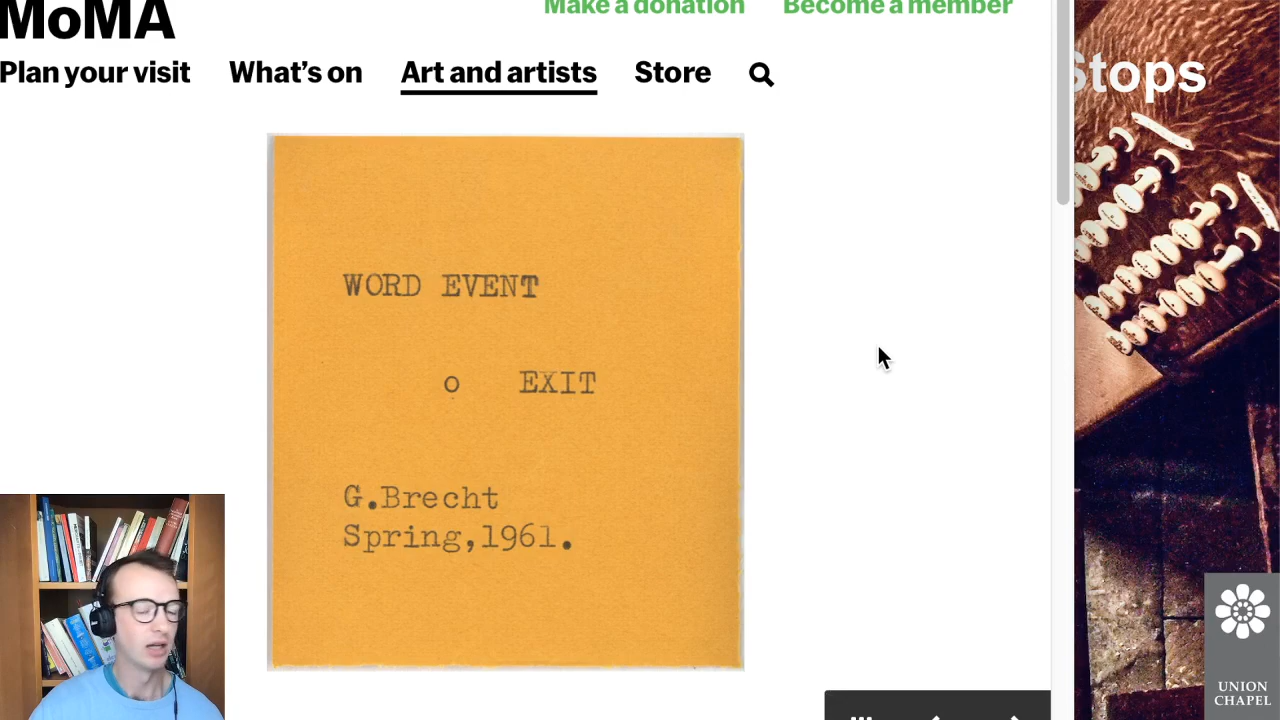 MoMA
Make a donation
Become a member
Plan your visit
What's on
Art and artists
Store
WORD EVENT
o EXIT
G.Brecht
Spring,1961.
Stops
UNION
CHAPEL